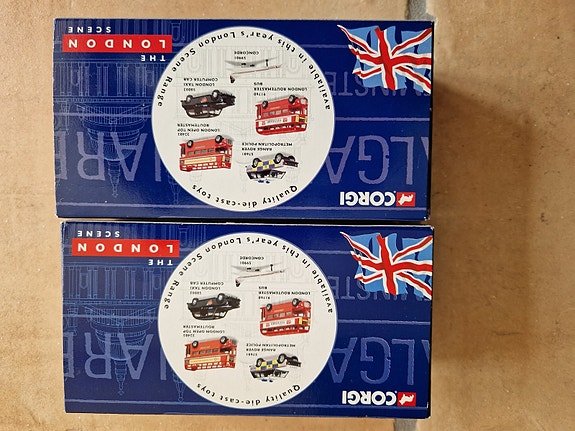 CORGI
Quality die-cast toys
RANGE ROVER
METROPOLITAN POLICE
LONDON OPEN TOP
ROUTEMASTER
LONDON ROUTEMASTER
BUS
LONDON TAXI
COMPUTER CAB
CONCORDE
available in this year's London Scene Range
THE
LONDON
SCENE
CORGI
Quality die-cast toys
RANGE ROVER
METROPOLITAN POLICE
LONDON OPEN TOP
ROUTEMASTER
LONDON ROUTEMASTER
BUS
LONDON TAXI
COMPUTER CAB
CONCORDE
available in this year's London Scene Range
THE
LONDON
SCENE